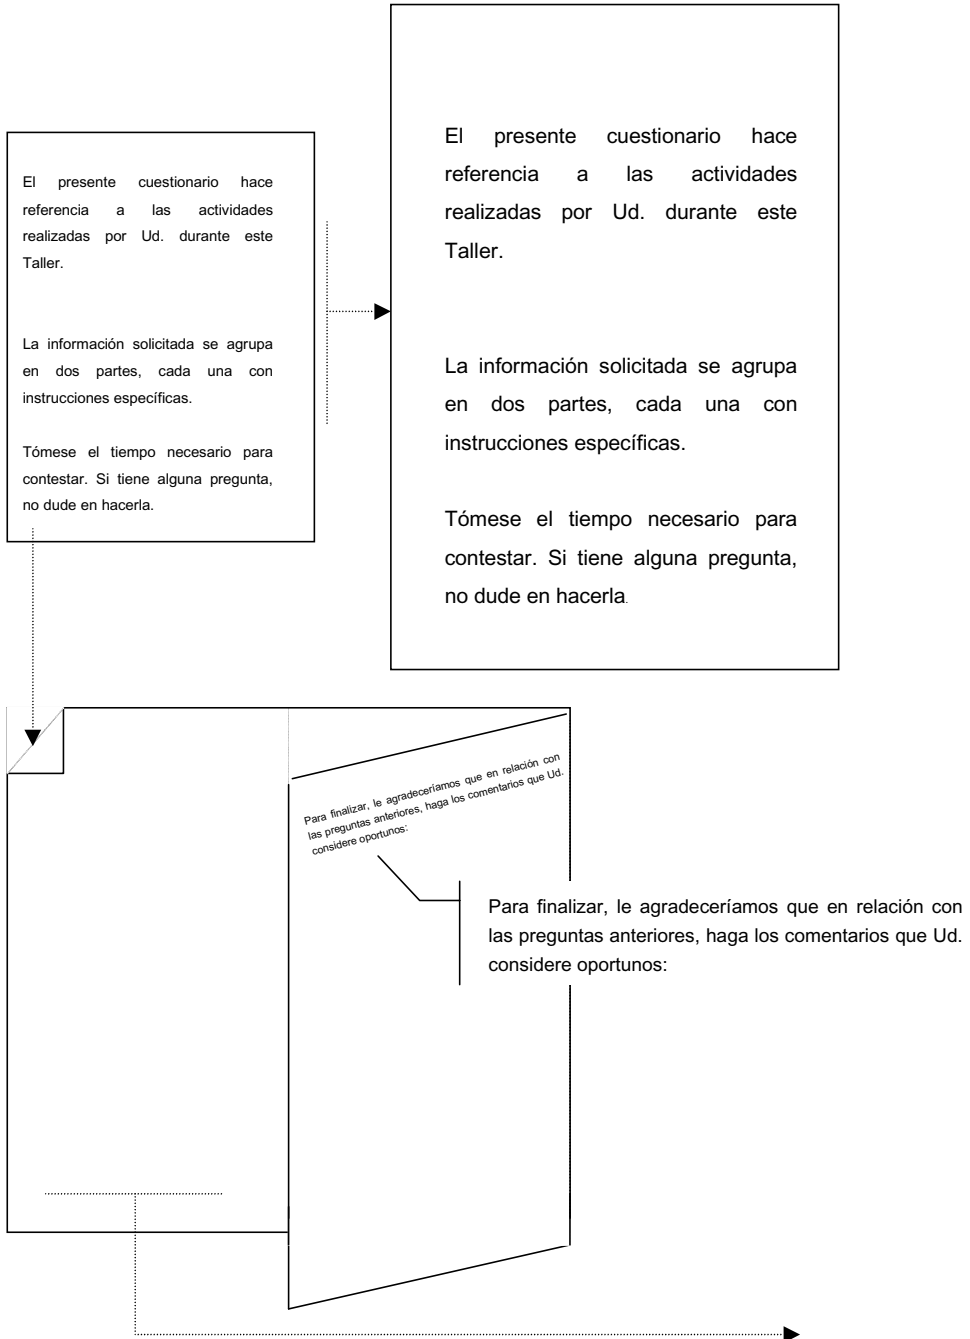 El presente cuestionario hace
referencia a las actividades
realizadas por Ud. durante este
Taller.
La información solicitada se agrupa
en dos partes, cada una con
instrucciones específicas.
Tómese el tiempo necesario para
contestar. Si tiene alguna pregunta,
no dude en hacerla.
El presente cuestionario hace
referencia a las actividades
realizadas por Ud. durante este
Taller.
La información solicitada se agrupa
en dos partes, cada una con
instrucciones específicas.
Tómese el tiempo necesario para
contestar. Si tiene alguna pregunta,
no dude en hacerla.
Para finalizar, le agradeceríamos que en relación con
las preguntas anteriores, haga los comentarios que Ud.
considere oportunos:
Para finalizar, le agradeceríamos que en relación con
las preguntas anteriores, haga los comentarios que Ud.
considere oportunos: